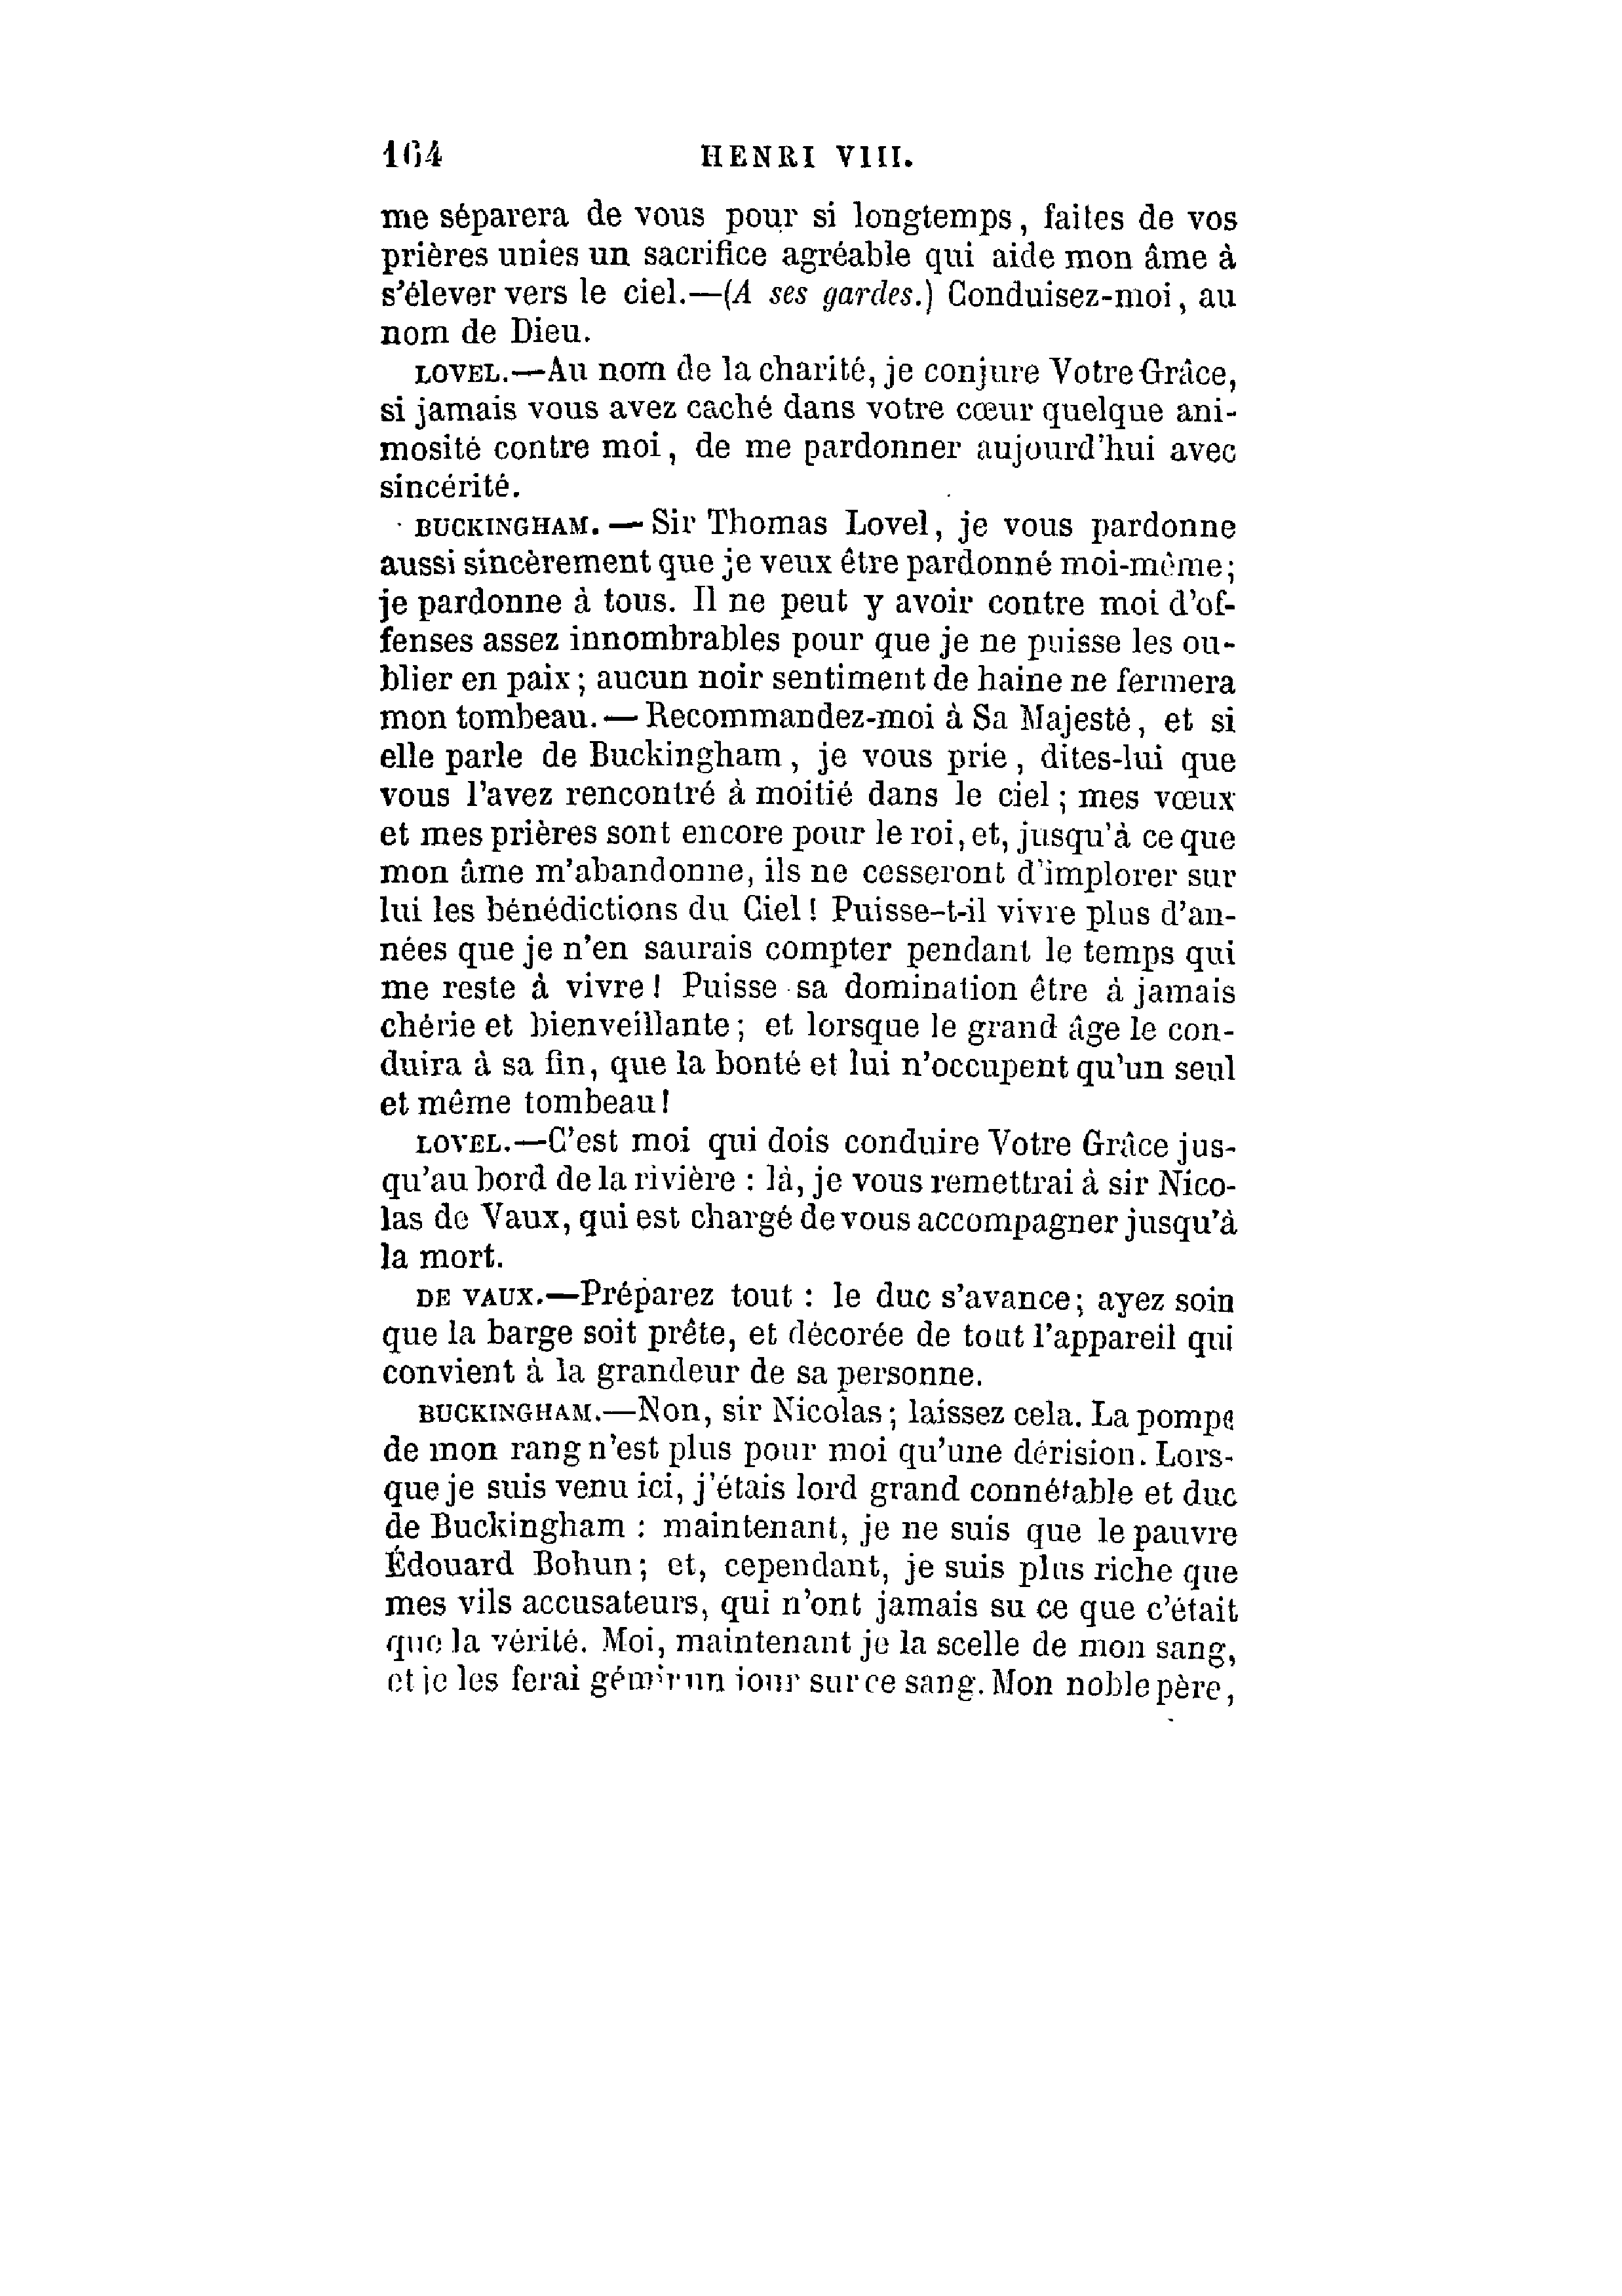 164 HENRI VIII.
me séparera de vous pour si longtemps, faites de vos
prières unies un sacrifice agréable qui aide mon âme à
s'élever vers le ciel.—(A ses gardes.) Conduisez-moi, au
nom de Dieu.
LOVEL.—Au nom de la charité, je conjure Votre Grâce,
si jamais vous avez caché dans votre cœur quelque ani-
mosité contre moi, de me pardonner aujourd'hui avec
sincérité.
BUCKINGHAM.—Sir Thomas Lovel, je vous pardonne
aussi sincèrement que je veux être pardonné moi-même;
je pardonne à tous. Il ne peut y avoir contre moi d'of-
fenses assez innombrables pour que je ne puisse les ou-
blier en paix; aucun noir sentiment de haine ne fermera
mon tombeau.—Recommandez-moi à Sa Majesté, et si
elle parle de Buckingham, je vous prie, dites-lui que
vous l'avez rencontré à moitié dans le ciel; mes vœux
et mes prières sont encore pour le roi, et, jusqu'à ce que
mon âme m'abandonne, ils ne cesseront d'implorer sur
lui les bénédictions du Ciel! Puisse-t-il vivre plus d'an-
nées que je n'en saurais compter pendant le temps qui
me reste à vivre! Puisse sa domination être à jamais
chérie et bienveillante; et lorsque le grand âge le con-
duira à sa fin, que la bonté et lui n'occupent qu'un seul
et même tombeau!
LOVEL.—C'est moi qui dois conduire Votre Grâce jus-
qu'au bord de la rivière : là, je vous remettrai à sir Nico-
las de Vaux, qui est chargé de vous accompagner jusqu'à
la mort.
DE VAUX.—Préparez tout : le duc s'avance; ayez soin
que la barge soit prête, et décorée de tout l'appareil qui
convient à la grandeur de sa personne.
BUCKINGHAM.—Non, sir Nicolas; laissez cela. La pompe
de mon rang n'est plus pour moi qu'une dérision. Lors-
que je suis venu ici, j'étais lord grand connétable et duc
de Buckingham : maintenant, je ne suis que le pauvre
Édouard Bohun; et, cependant, je suis plus riche que
mes vils accusateurs, qui n'ont jamais su ce que c'était
que la vérité. Moi, maintenant je la scelle de mon sang,
et je les ferai gémir un jour sur ce sang. Mon noble père,